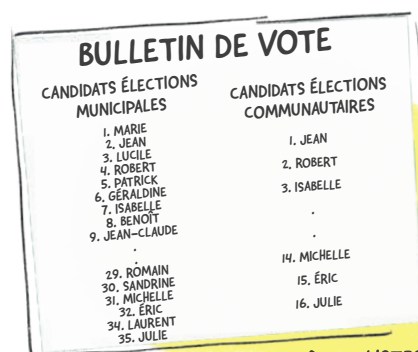 BULLETIN DE VOTE
CANDIDATS ÉLECTIONS
MUNICIPALES
1. MARIE
2. JEAN
3. LUCILE
4. ROBERT
5. PATRICK
6. GÉRALDINE
7. ISABELLE
8. BENOÎT
9. JEAN-CLAUDE
.
.
29. ROMAIN
30. SANDRINE
31. MICHELLE
32. ÉRIC
34. LAURENT
35. JULIE
CANDIDATS ÉLECTIONS
COMMUNAUTAIRES
1. JEAN
2. ROBERT
3. ISABELLE
.
.
14. MICHELLE
15. ÉRIC
16. JULIE